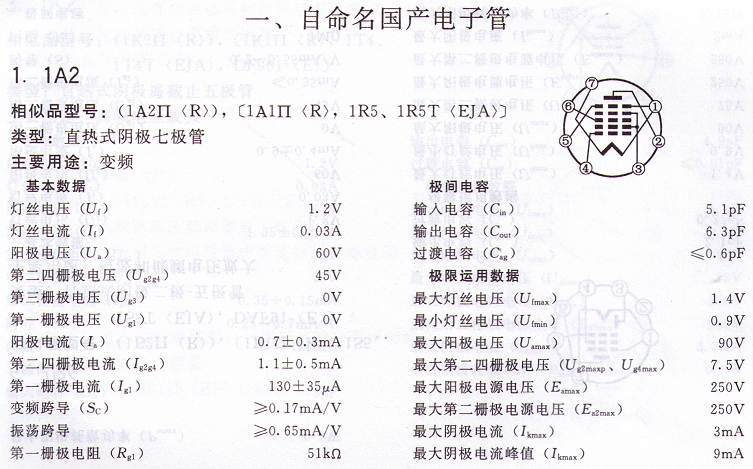 一、自命名国产电子管
1. 1A2
相似品型号：(1A2П〈R〉)，〔1A1П〈R〉，1R5、1R5T〈EJA〉〕
类型：直热式阴极七极管
主要用途：变频
基本数据
灯丝电压（Uf） 1.2V
灯丝电流（If） 0.03A
阳极电压（Ua） 60V
第二四栅极电压（Ug2g4） 45V
第三栅极电压（Ug3） 0V
第一栅极电压（Ug1） 0V
阳极电流（Ia） 0.7±0.3mA
第二四栅极电流（Ig2g4） 1.1±0.5mA
第一栅极电流（Ig1） 130±35μA
变频跨导（SC） ≥0.17mA/V
振荡跨导 ≥0.65mA/V
第一栅极电阻（Rg1） 51kΩ
① ② ③ ④ ⑤ ⑥ ⑦
极间电容
输入电容（Cin） 5.1pF
输出电容（Cout） 6.3pF
过渡电容（Cag） ≤0.6pF
极限运用数据
最大灯丝电压（Ufmax） 1.4V
最小灯丝电压（Ufmin） 0.9V
最大阳极电压（Uamax） 90V
最大第二四栅极电压（Ug2maxp、Ug4max） 7.5V
最大阳极电源电压（Eamax） 250V
最大第二栅极电源电压（Ea2max） 250V
最大阴极电流（Ikmax） 3mA
最大阴极电流峰值（Ikmax） 9mA